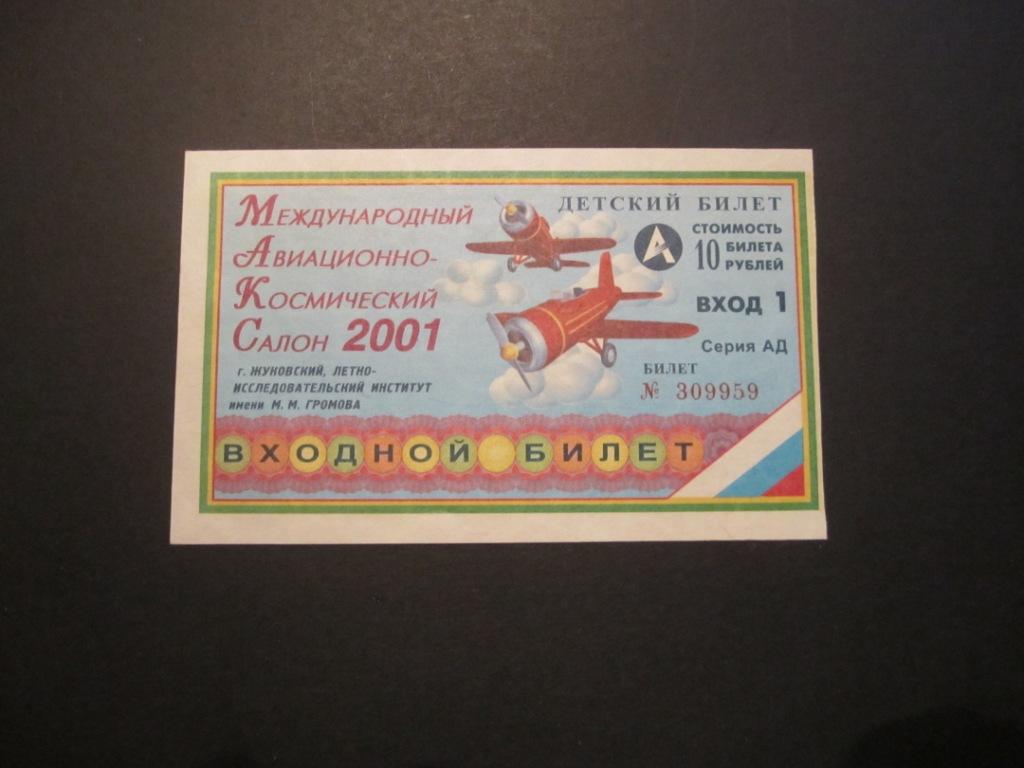 Международный
Авиационно-
Космический
Салон 2001
г. ЖУКОВСКИЙ, ЛЕТНО-
ИССЛЕДОВАТЕЛЬСКИЙ ИНСТИТУТ
имени М. М. ГРОМОВА
ДЕТСКИЙ БИЛЕТ
А
СТОИМОСТЬ
10 БИЛЕТА
РУБЛЕЙ
ВХОД 1
Серия АД
БИЛЕТ
№ 309959
ВХОДНОЙ БИЛЕТ